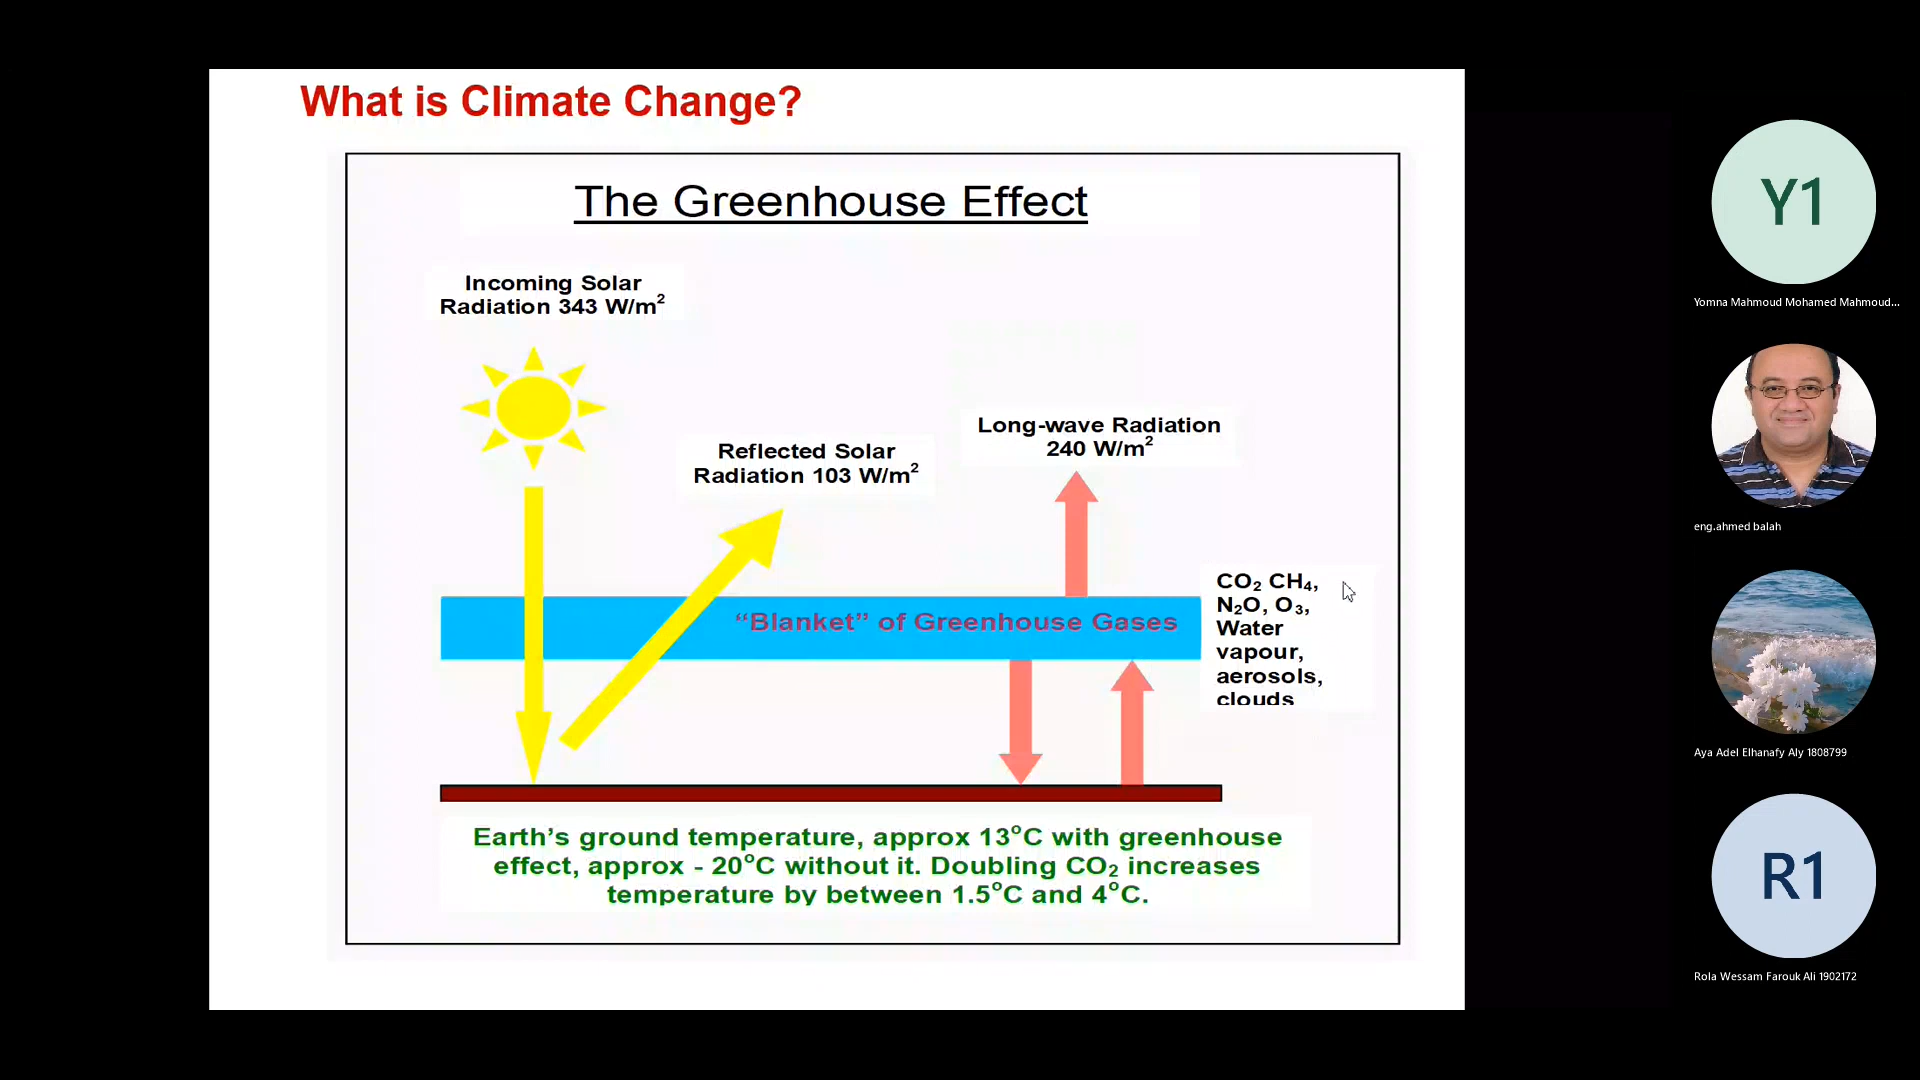 What is Climate Change?
The Greenhouse Effect
Incoming Solar
Radiation 343 W/m²
Reflected Solar
Radiation 103 W/m²
Long-wave Radiation
240 W/m²
“Blanket” of Greenhouse Gases
CO₂ CH₄,
N₂O, O₃,
Water
vapour,
aerosols,
clouds
Earth’s ground temperature, approx 13°C with greenhouse
effect, approx - 20°C without it. Doubling CO₂ increases
temperature by between 1.5°C and 4°C.
Y1
Yomna Mahmoud Mohamed Mahmoud...
eng.ahmed balah
Aya Adel Elhanafy Aly 1808799
R1
Rola Wessam Farouk Ali 1902172